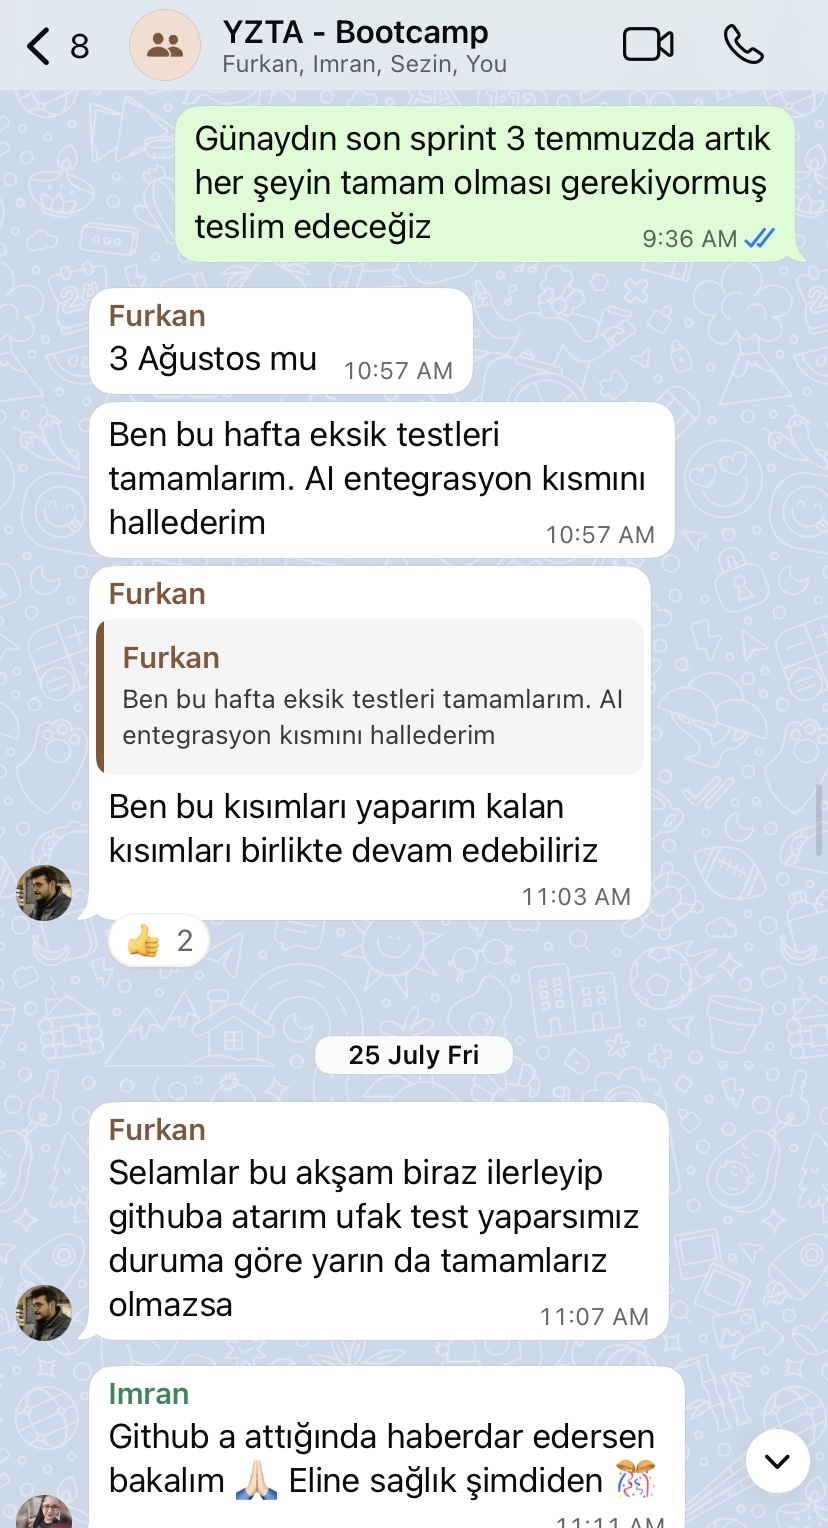 8
YZTA - Bootcamp
Furkan, Imran, Sezin, You
Günaydın son sprint 3 temmuzda artık
her şeyin tamam olması gerekiyormuş
teslim edeceğiz
9:36 AM
Furkan
3 Ağustos mu
10:57 AM
Ben bu hafta eksik testleri
tamamlarım. AI entegrasyon kısmını
hallederim
10:57 AM
Furkan
Furkan
Ben bu hafta eksik testleri tamamlarım. AI
entegrasyon kısmını hallederim
Ben bu kısımları yaparım kalan
kısımları birlikte devam edebiliriz
11:03 AM
👍 2
25 July Fri
Furkan
Selamlar bu akşam biraz ilerleyip
githuba atarım ufak test yaparsımız
duruma göre yarın da tamamlarız
olmazsa
11:07 AM
Imran
Github a attığında haberdar edersen
bakalım 🙏🏻 Eline sağlık şimdiden 🎊
11:11 AM